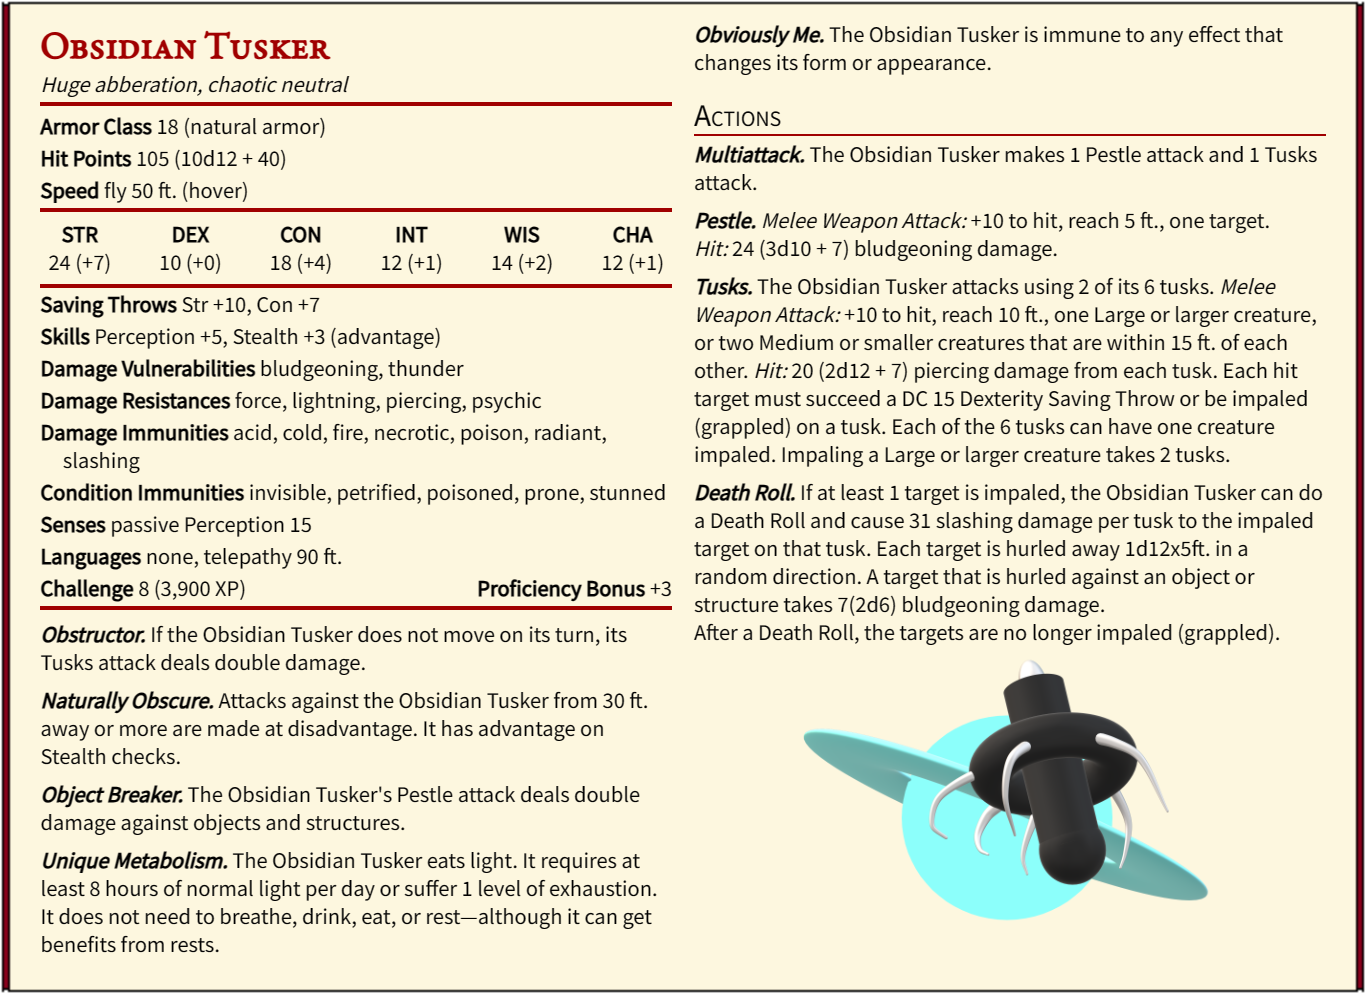 Obsidian Tusker
Huge abberation, chaotic neutral
Armor Class 18 (natural armor)
Hit Points 105 (10d12 + 40)
Speed fly 50 ft. (hover)
STR DEX CON INT WIS CHA
24 (+7) 10 (+0) 18 (+4) 12 (+1) 14 (+2) 12 (+1)
Saving Throws Str +10, Con +7
Skills Perception +5, Stealth +3 (advantage)
Damage Vulnerabilities bludgeoning, thunder
Damage Resistances force, lightning, piercing, psychic
Damage Immunities acid, cold, fire, necrotic, poison, radiant,
slashing
Condition Immunities invisible, petrified, poisoned, prone, stunned
Senses passive Perception 15
Languages none, telepathy 90 ft.
Challenge 8 (3,900 XP) Proficiency Bonus +3
Obstructor. If the Obsidian Tusker does not move on its turn, its
Tusks attack deals double damage.
Naturally Obscure. Attacks against the Obsidian Tusker from 30 ft.
away or more are made at disadvantage. It has advantage on
Stealth checks.
Object Breaker. The Obsidian Tusker's Pestle attack deals double
damage against objects and structures.
Unique Metabolism. The Obsidian Tusker eats light. It requires at
least 8 hours of normal light per day or suffer 1 level of exhaustion.
It does not need to breathe, drink, eat, or rest—although it can get
benefits from rests.
Obviously Me. The Obsidian Tusker is immune to any effect that
changes its form or appearance.
Actions
Multiattack. The Obsidian Tusker makes 1 Pestle attack and 1 Tusks
attack.
Pestle. Melee Weapon Attack: +10 to hit, reach 5 ft., one target.
Hit: 24 (3d10 + 7) bludgeoning damage.
Tusks. The Obsidian Tusker attacks using 2 of its 6 tusks. Melee
Weapon Attack: +10 to hit, reach 10 ft., one Large or larger creature,
or two Medium or smaller creatures that are within 15 ft. of each
other. Hit: 20 (2d12 + 7) piercing damage from each tusk. Each hit
target must succeed a DC 15 Dexterity Saving Throw or be impaled
(grappled) on a tusk. Each of the 6 tusks can have one creature
impaled. Impaling a Large or larger creature takes 2 tusks.
Death Roll. If at least 1 target is impaled, the Obsidian Tusker can do
a Death Roll and cause 31 slashing damage per tusk to the impaled
target on that tusk. Each target is hurled away 1d12x5ft. in a
random direction. A target that is hurled against an object or
structure takes 7(2d6) bludgeoning damage.
After a Death Roll, the targets are no longer impaled (grappled).